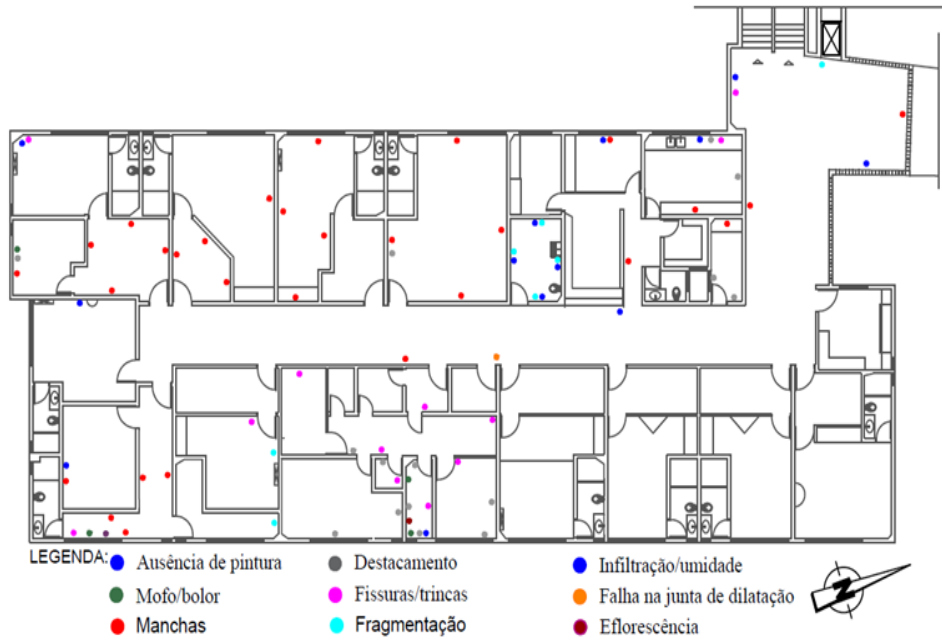 LEGENDA:
Ausência de pintura
Destacamento
Infiltração/umidade
Mofo/bolor
Fissuras/trincas
Falha na junta de dilatação
Manchas
Fragmentação
Eflorescência
N